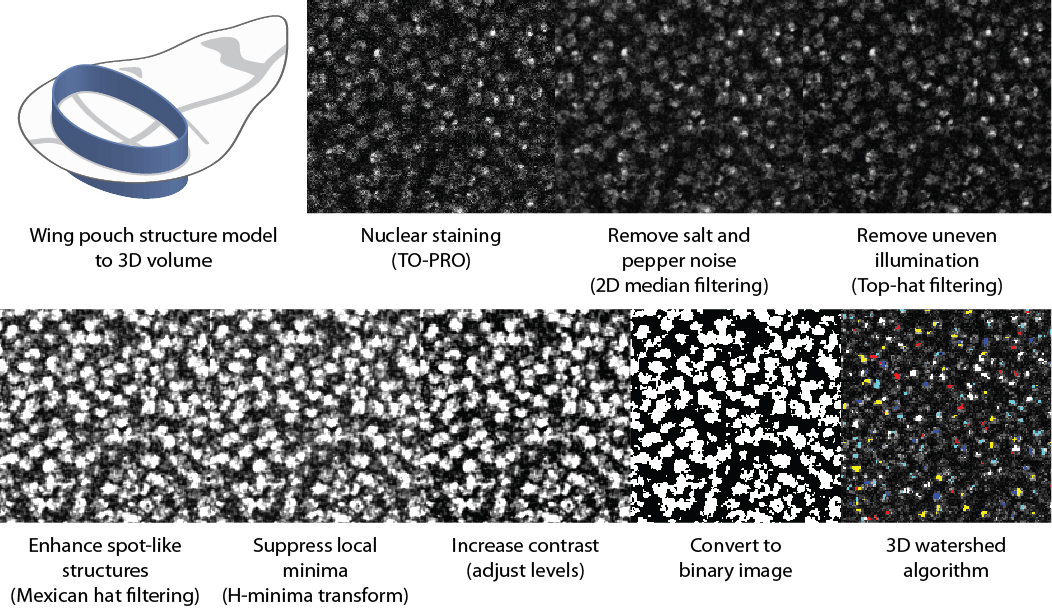 Wing pouch structure model
to 3D volume
Nuclear staining
(TO-PRO)
Remove salt and
pepper noise
(2D median filtering)
Remove uneven
illumination
(Top-hat filtering)
Enhance spot-like
structures
(Mexican hat filtering)
Suppress local
minima
(H-minima transform)
Increase contrast
(adjust levels)
Convert to
binary image
3D watershed
algorithm